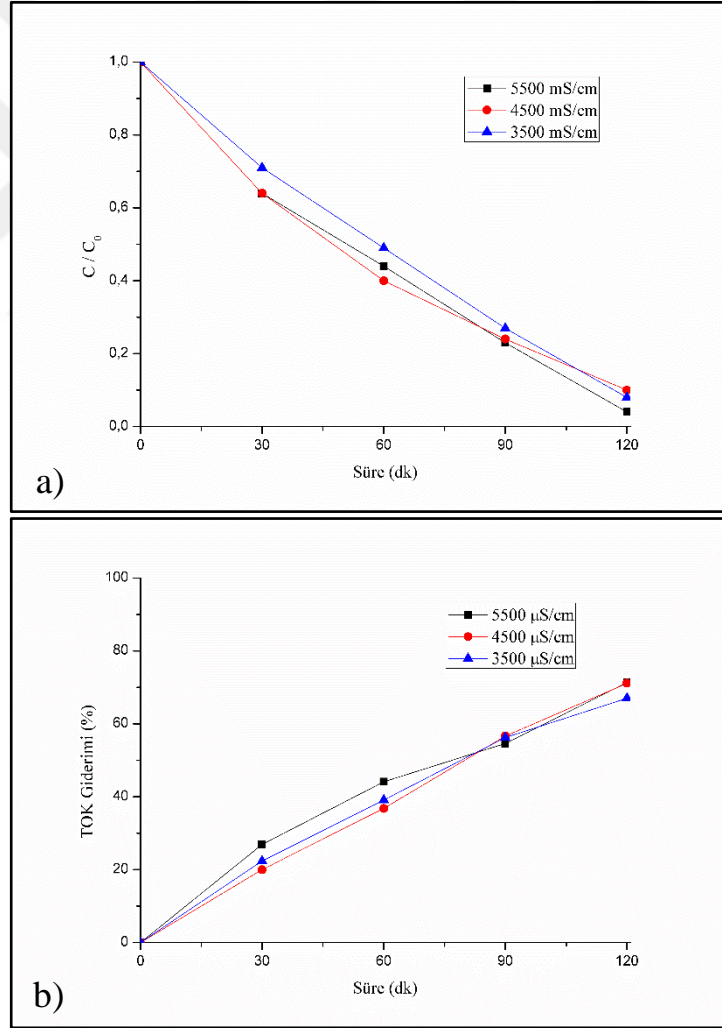 1,0
0,8
0,6
0,4
0,2
0,0
C / C0
5500 mS/cm
4500 mS/cm
3500 mS/cm
0 30 60 90 120
Süre (dk)
a)
100
80
60
40
20
0
TOK Giderimi (%)
5500 µS/cm
4500 µS/cm
3500 µS/cm
0 30 60 90 120
Süre (dk)
b)